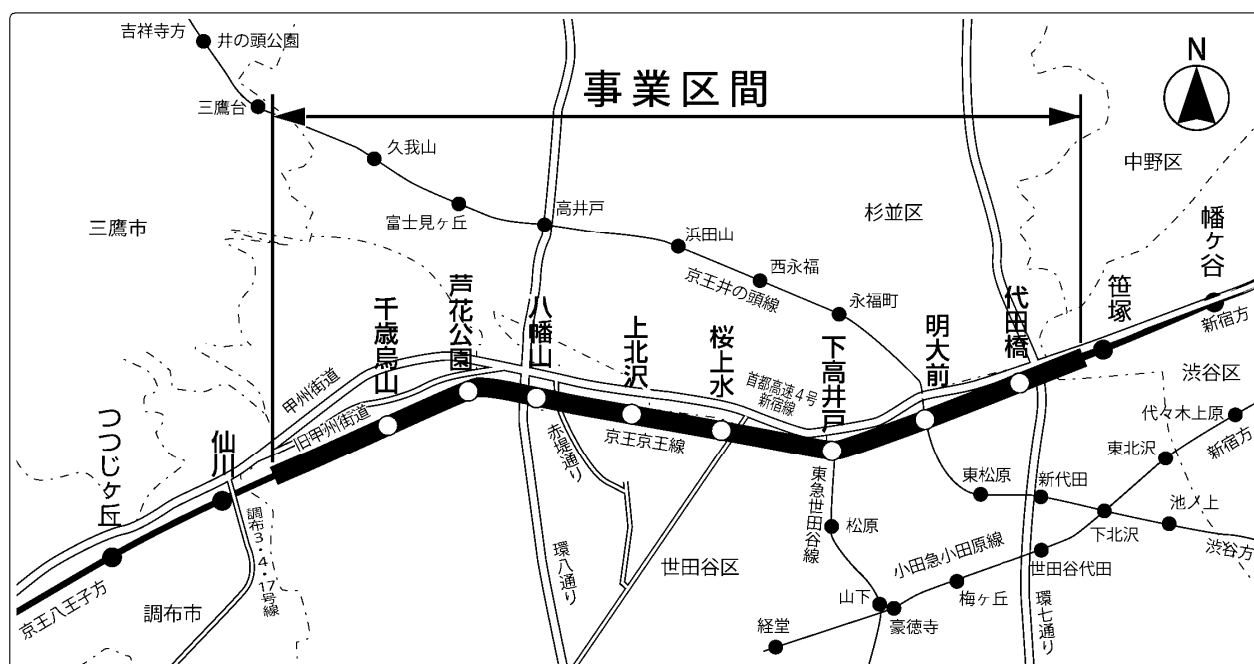 吉祥寺方
井の頭公園
三鷹台
事業区間
N
久我山
富士見ヶ丘
高井戸
浜田山
西永福
京王井の頭線
永福町
三鷹市
杉並区
中野区
幡ヶ谷
笹塚
新宿方
代田橋
明大前
下高井戸
桜上水
上北沢
八幡山
芦花公園
千歳烏山
仙川
つつじヶ丘
甲州街道
旧甲州街道
首都高速4号
新宿線
京王京王線
赤堤通り
渋谷区
代々木上原
東北沢
新宿方
東松原
新代田
池ノ上
下北沢
渋谷方
東急世田谷線
松原
小田急小田原線
世田谷代田
梅ヶ丘
豪徳寺
山下
経堂
世田谷区
環八通り
環七通り
調布3・4・17号線
調布市
京王八王子方